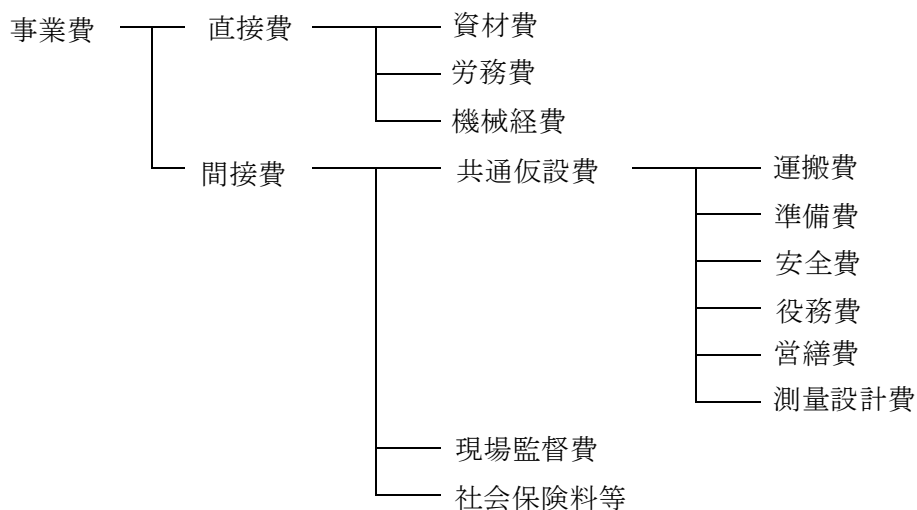 事業費 直接費 資材費
労務費
機械経費
間接費 共通仮設費 運搬費
準備費
安全費
役務費
営繕費
測量設計費
現場監督費
社会保険料等